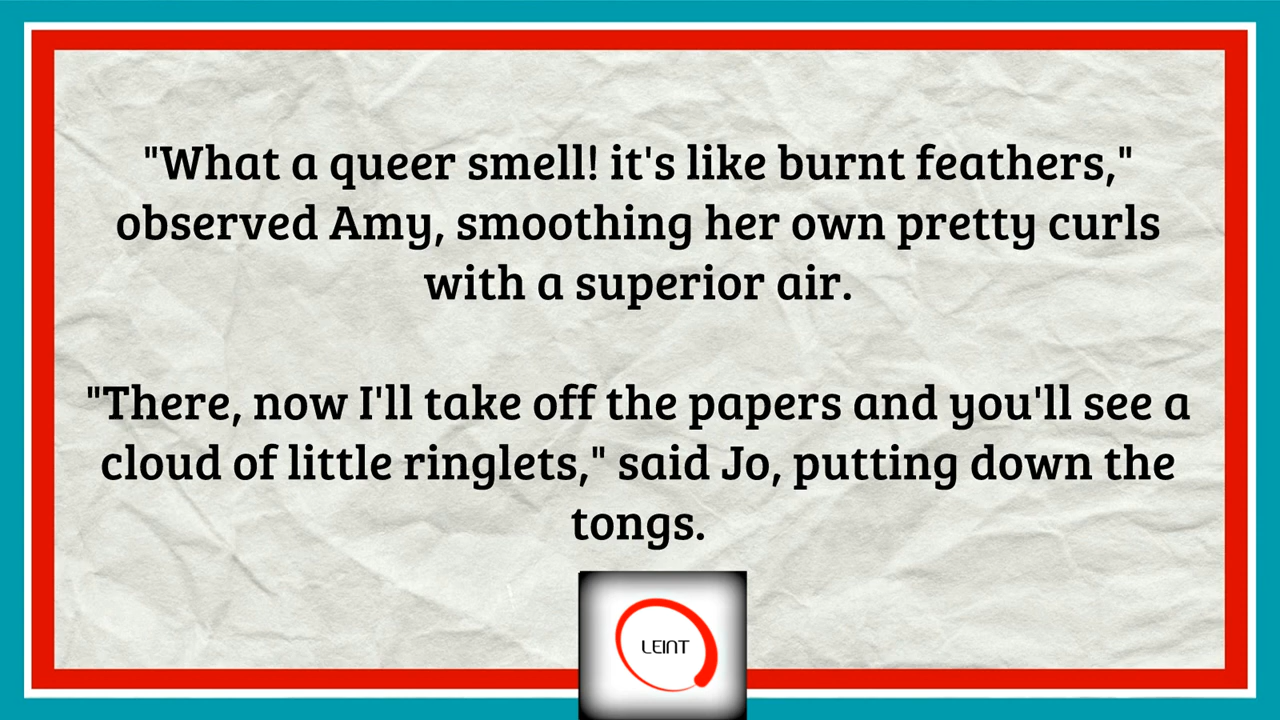 "What a queer smell! it's like burnt feathers,"
observed Amy, smoothing her own pretty curls
with a superior air.
"There, now I'll take off the papers and you'll see a
cloud of little ringlets," said Jo, putting down the
tongs.
LEINT